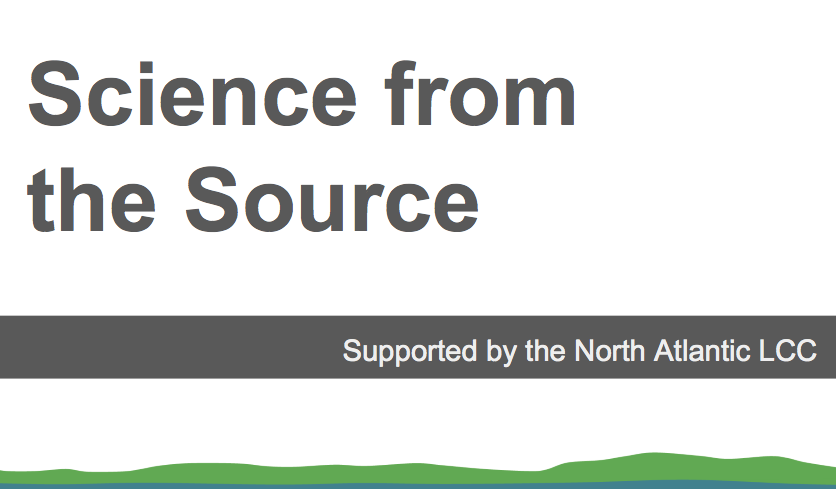 Science from
the Source
Supported by the North Atlantic LCC